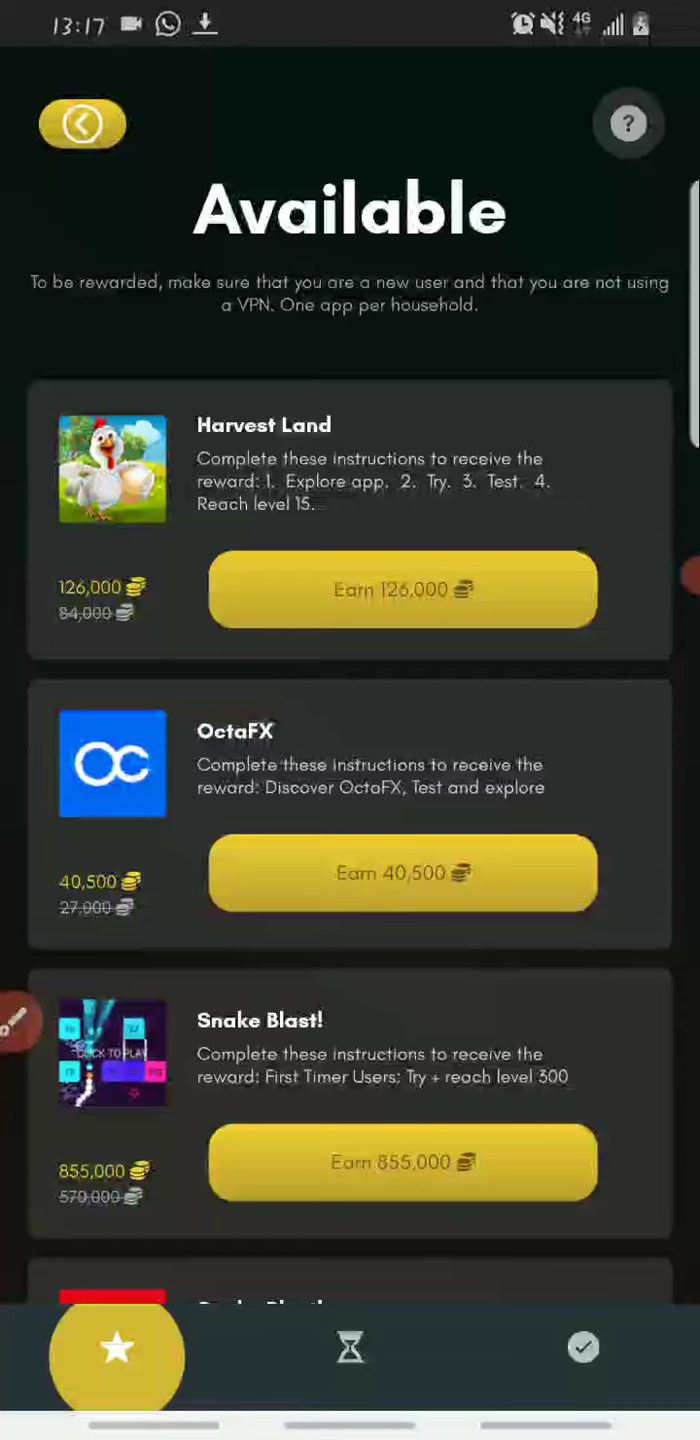 13:17
4G
?
Available
To be rewarded, make sure that you are a new user and that you are not using
a VPN. One app per household.
Harvest Land
Complete these instructions to receive the
reward: 1. Explore app. 2. Try. 3. Test. 4.
Reach level 15.
126,000
84,000
Earn 126,000
OctaFX
Complete these instructions to receive the
reward: Discover OctaFX, Test and explore
40,500
27,000
Earn 40,500
Snake Blast!
Complete these instructions to receive the
reward: First Timer Users: Try + reach level 300
855,000
570,000
Earn 855,000